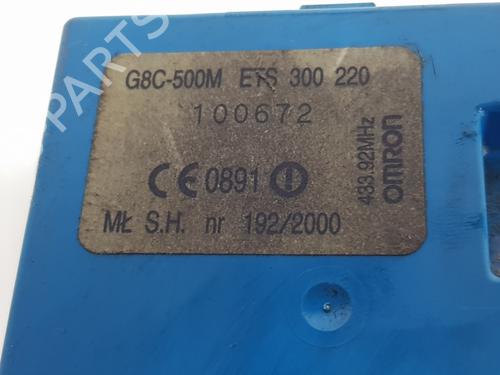 G8C-500M ETS 300 220
100672
CE 0891
MŁ S.H. nr 192/2000
433.92MHz
OMRON
B-PARTS